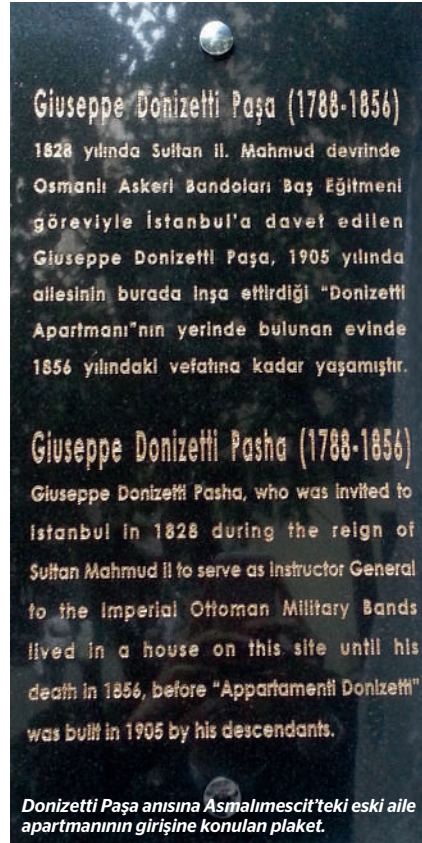 Giuseppe Donizetti Paşa (1788-1856)
1828 yılında Sultan II. Mahmud devrinde
Osmanlı Askeri Bandoları Baş Eğitmeni
göreviyle İstanbul'a davet edilen
Giuseppe Donizetti Paşa, 1905 yılında
ailesinin burada inşa ettirdiği "Donizetti
Apartmanı"nın yerinde bulunan evinde
1856 yılındaki vefatına kadar yaşamıştır.
Giuseppe Donizetti Pasha (1788-1856)
Giuseppe Donizetti Pasha, who was invited to
Istanbul in 1828 during the reign of
Sultan Mahmud II to serve as Instructor General
to the Imperial Ottoman Military Bands
lived in a house on this site until his
death in 1856, before "Appartamenti Donizetti"
was built in 1905 by his descendants.
Donizetti Paşa anısına Asmalımescit'teki eski aile
apartmanının girişine konulan plaket.